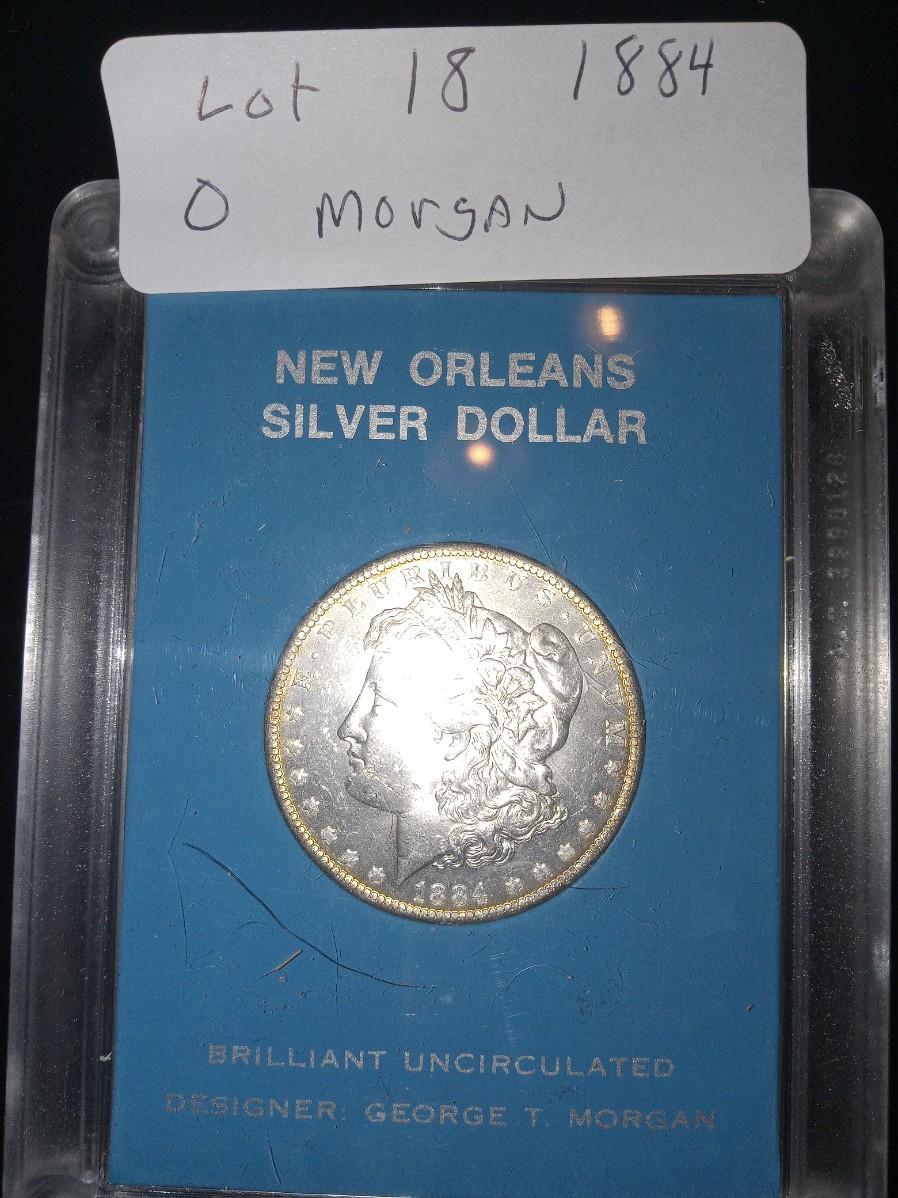 Lot 18 1884
O Morgan
NEW ORLEANS
SILVER DOLLAR
E·PLURIBUS·UNUM
1884
BRILLIANT UNCIRCULATED
DESIGNER: GEORGE T. MORGAN